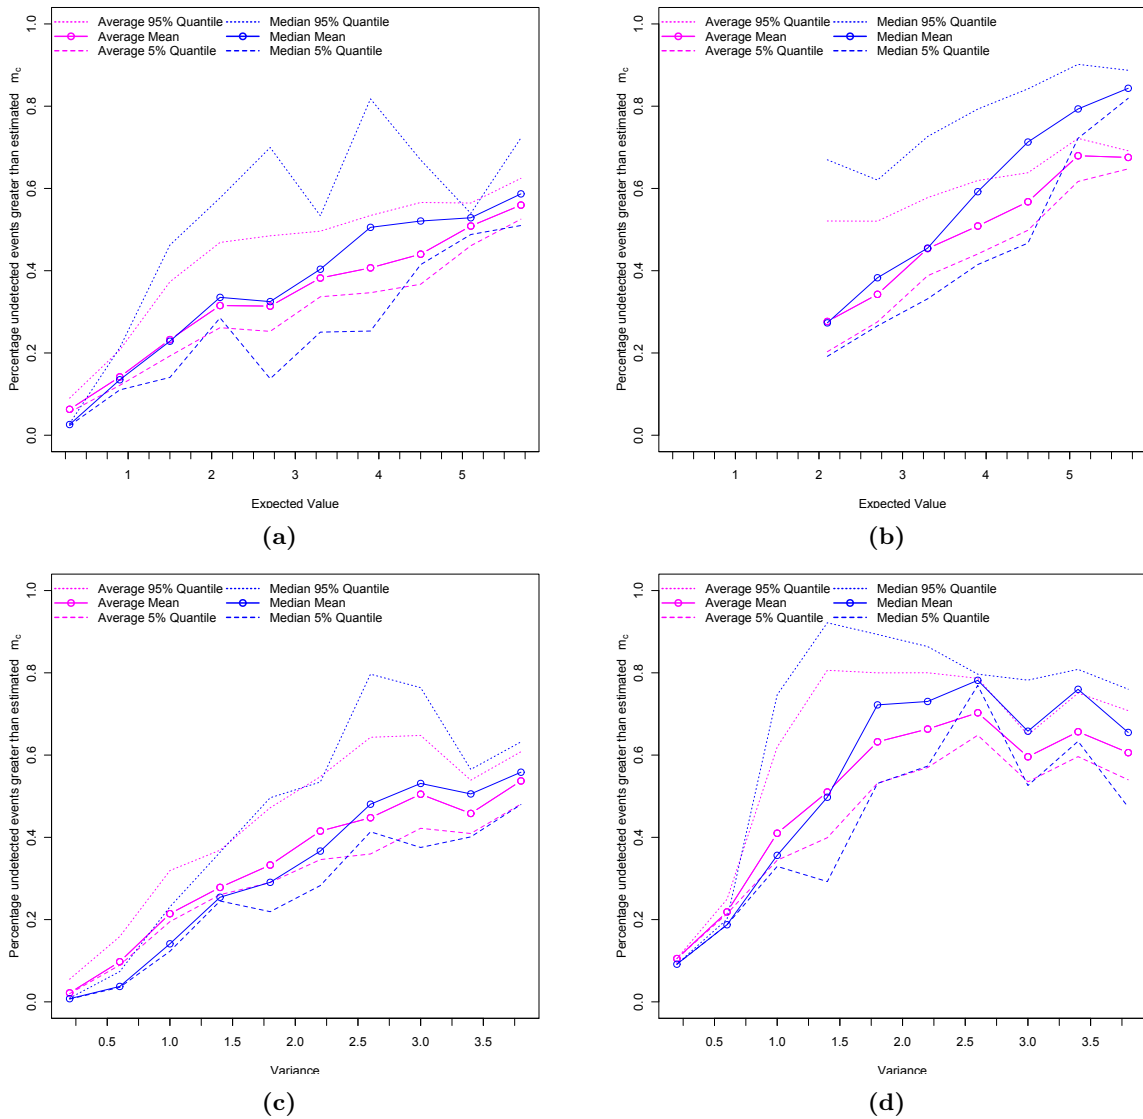 Average 95% Quantile
Average Mean
Average 5% Quantile
Median 95% Quantile
Median Mean
Median 5% Quantile
Percentage undetected events greater than estimated m_c
0.0 0.2 0.4 0.6 0.8 1.0
1 2 3 4 5
Expected Value
(a)
Average 95% Quantile
Average Mean
Average 5% Quantile
Median 95% Quantile
Median Mean
Median 5% Quantile
Percentage undetected events greater than estimated m_c
0.0 0.2 0.4 0.6 0.8 1.0
1 2 3 4 5
Expected Value
(b)
Average 95% Quantile
Average Mean
Average 5% Quantile
Median 95% Quantile
Median Mean
Median 5% Quantile
Percentage undetected events greater than estimated m_c
0.0 0.2 0.4 0.6 0.8 1.0
0.5 1.0 1.5 2.0 2.5 3.0 3.5
Variance
(c)
Average 95% Quantile
Average Mean
Average 5% Quantile
Median 95% Quantile
Median Mean
Median 5% Quantile
Percentage undetected events greater than estimated m_c
0.0 0.2 0.4 0.6 0.8 1.0
0.5 1.0 1.5 2.0 2.5 3.0 3.5
Variance
(d)